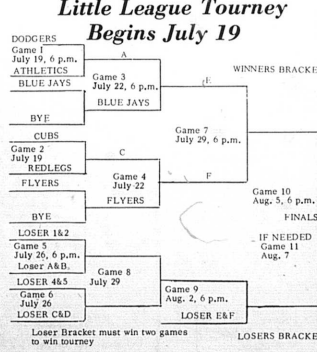 Little League Tourney
Begins July 19
DODGERS
Game 1
July 19, 6 p.m.
ATHLETICS
A
BLUE JAYS
Game 3
July 22, 6 p.m.
BLUE JAYS
BYE
E
WINNERS BRACKE
CUBS
Game 2
July 19
REDLEGS
C
Game 7
July 29, 6 p.m.
FLYERS
Game 4
July 22
FLYERS
F
BYE
Game 10
Aug. 5, 6 p.m.
FINALS
LOSER 1&2
Game 5
July 26, 6 p.m.
Loser A&B.
IF NEEDED
Game 11
Aug. 7
LOSER 4&5
Game 8
July 29
Game 6
July 26
LOSER C&D
Game 9
Aug. 2, 6 p.m.
LOSER E&F
Loser Bracket must win two games
to win tourney
LOSERS BRACKE